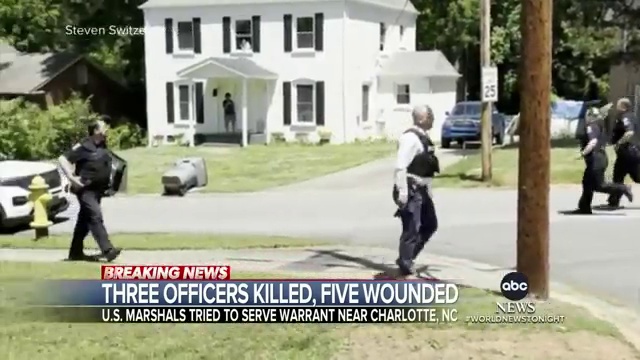 Steven Switze
25
BREAKING NEWS
THREE OFFICERS KILLED, FIVE WOUNDED
U.S. MARSHALS TRIED TO SERVE WARRANT NEAR CHARLOTTE, NC
abc
NEWS
#WORLDNEWSTONIGHT